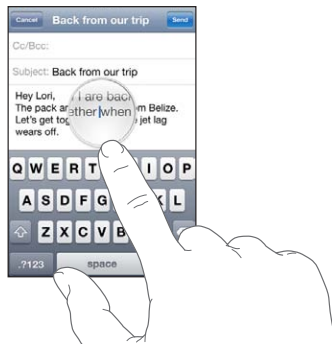 Cancel Back from our trip Send
Cc/Bcc:
Subject: Back from our trip
Hey Lori,
I are back
The pack ar m Belize.
ether when
Let's get tog jet lag
wears off.
Q W E R T I O P
A S D F G K L
Z X C V B
.?123 space